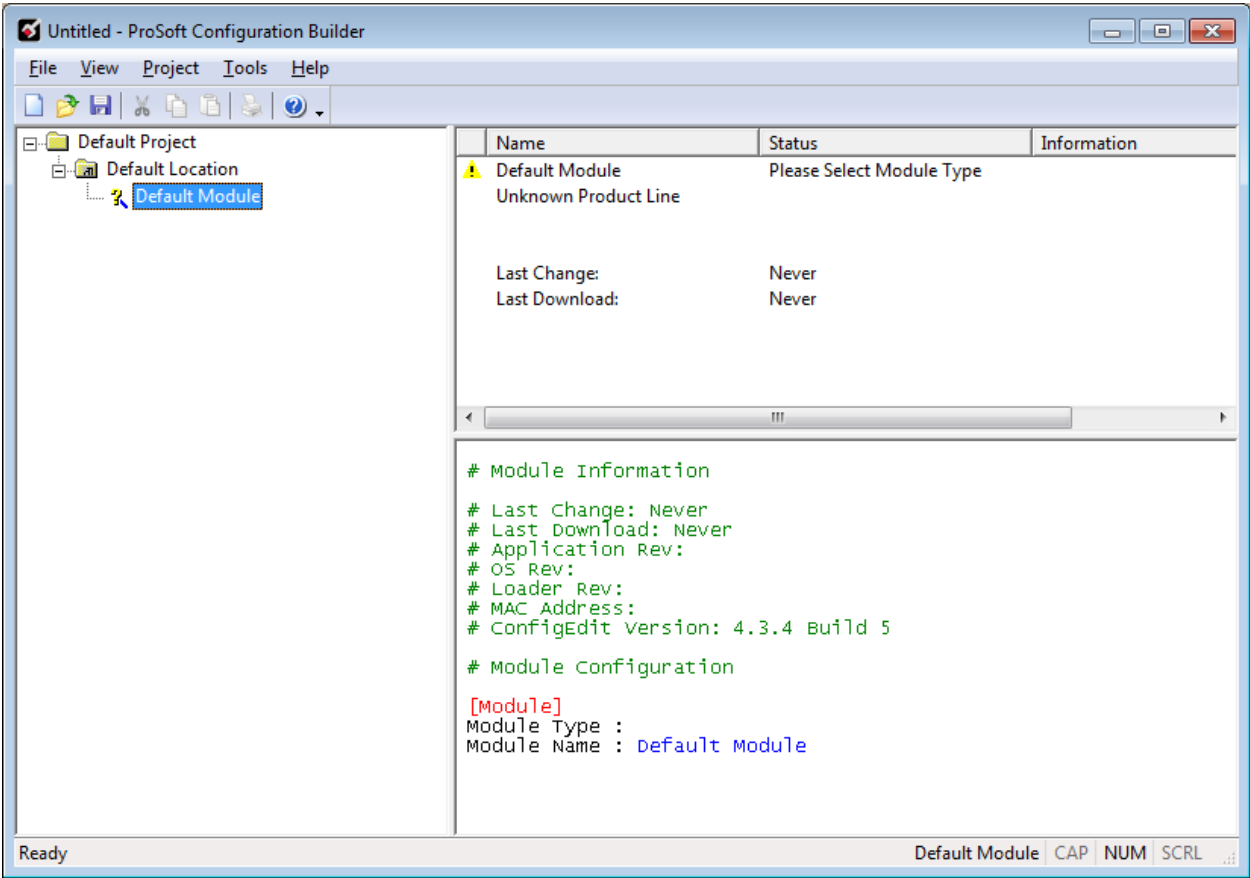 Untitled - ProSoft Configuration Builder
File View Project Tools Help
Default Project
Default Location
Default Module
Name Status Information
Default Module Please Select Module Type
Unknown Product Line
Last Change: Never
Last Download: Never
# Module Information
# Last Change: Never
# Last Download: Never
# Application Rev:
# OS Rev:
# Loader Rev:
# MAC Address:
# ConfigEdit Version: 4.3.4 Build 5
# Module Configuration
[Module]
Module Type :
Module Name : Default Module
Ready Default Module CAP NUM SCRL